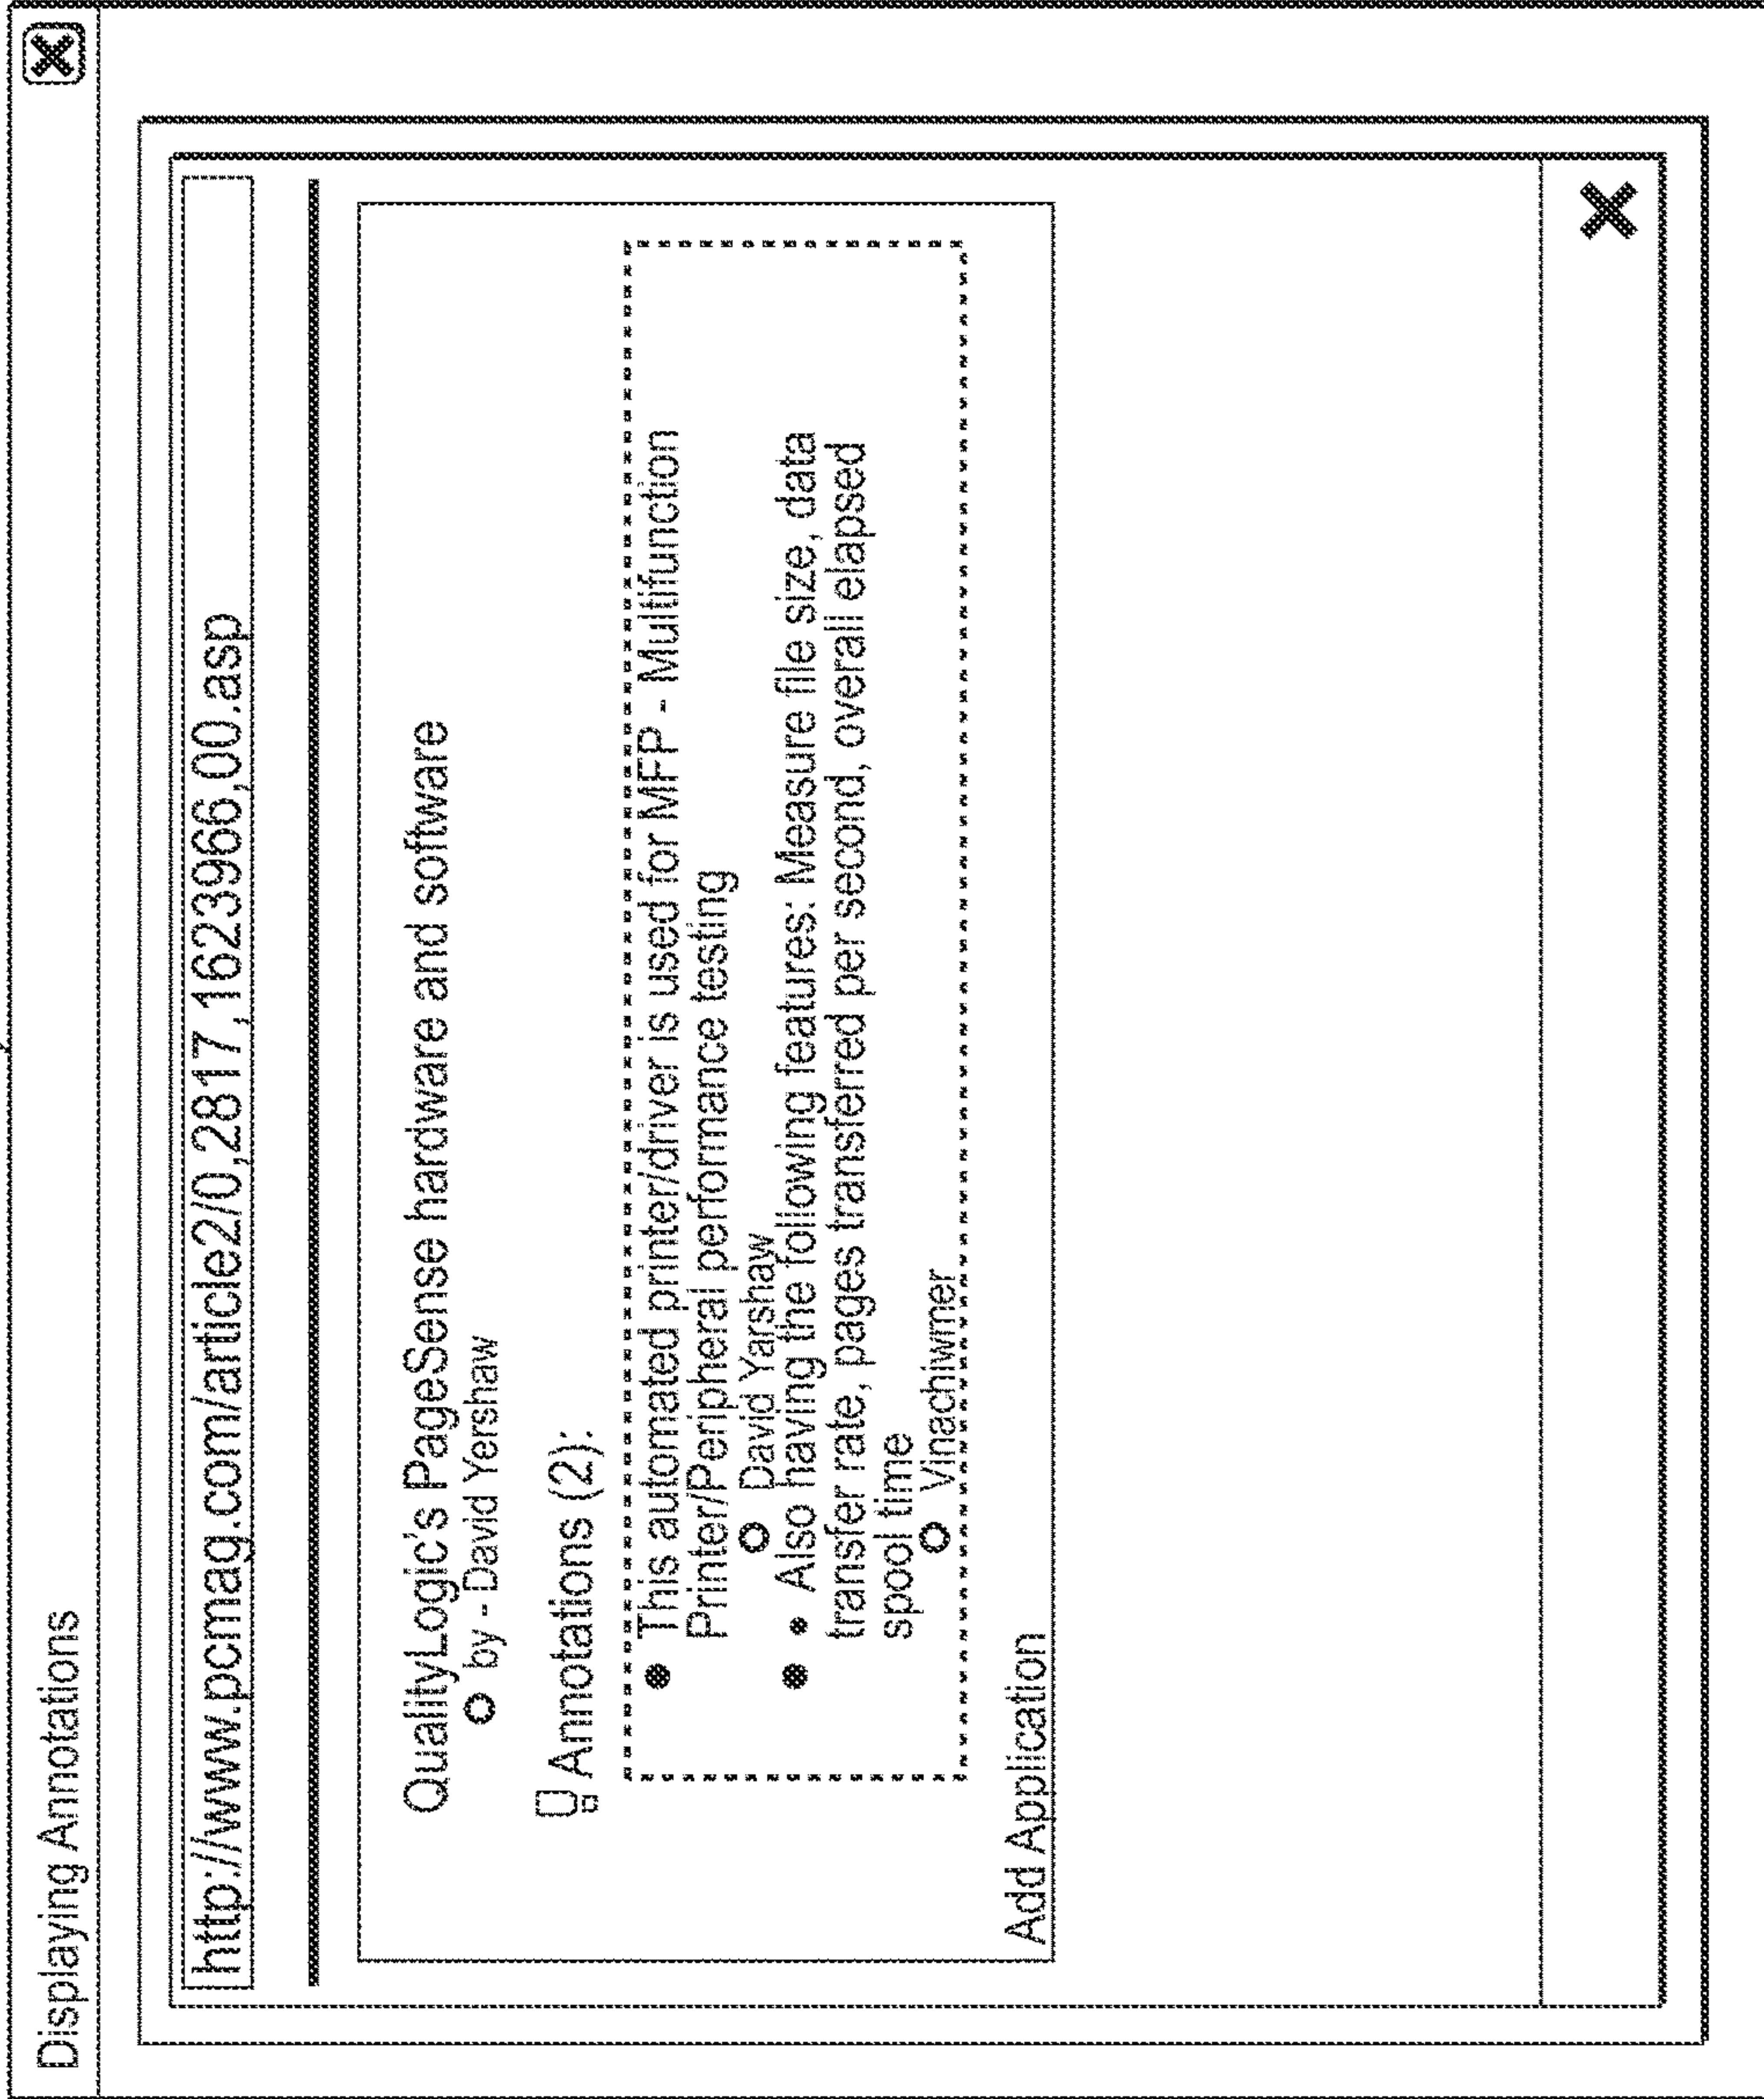 Displaying Annotations
http://www.pcmag.com/article2/0,2817,1623966,00.asp
QualityLogic's PageSense hardware and software
by - David Yershaw
Annotations (2):
This automated printer/driver is used for MFP - Multifunction
Printer/Peripheral performance testing
David Yarshaw
Also having the following features: Measure file size, data
transfer rate, pages transferred per second, overall elapsed
spool time
Vinachiwmer
Add Application